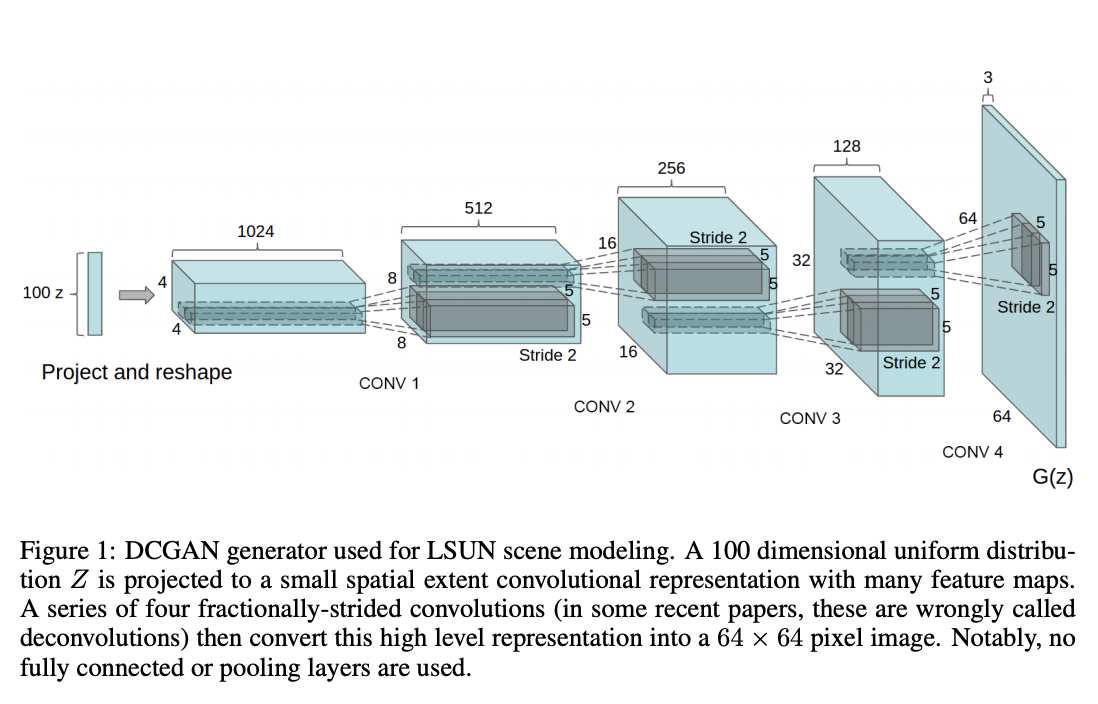 3
128
256
512
1024
64
5
16
Stride 2
5
32
8
4
5
5
100 z
5
5
Stride 2
5
5
4
8
Stride 2
16
32
Stride 2
Project and reshape
CONV 1
CONV 2
CONV 3
64
CONV 4
G(z)
Figure 1: DCGAN generator used for LSUN scene modeling. A 100 dimensional uniform distribu-
tion Z is projected to a small spatial extent convolutional representation with many feature maps.
A series of four fractionally-strided convolutions (in some recent papers, these are wrongly called
deconvolutions) then convert this high level representation into a 64 × 64 pixel image. Notably, no
fully connected or pooling layers are used.